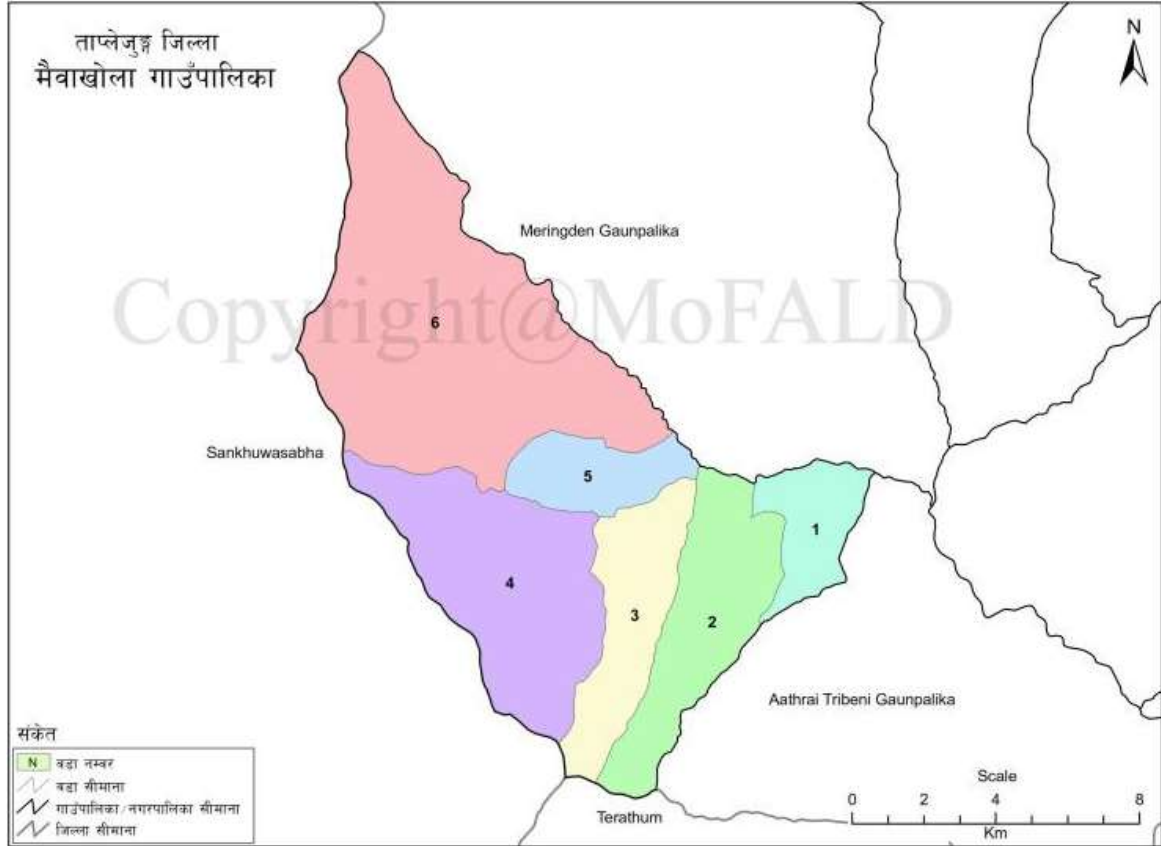 ताप्लेजुङ्ग जिल्ला
मैवाखोला गाउँपालिका
N
Meringden Gaunpalika
Copyright@MoFALD
6
Sankhuwasabha
5
1
4
3
2
Aathrai Tribeni Gaunpalika
संकेत
N वडा नम्बर
वडा सीमाना
गाउंपालिका/नगरपालिका सीमाना
जिल्ला सीमाना
Terathum
Scale
0 2 4 8
Km